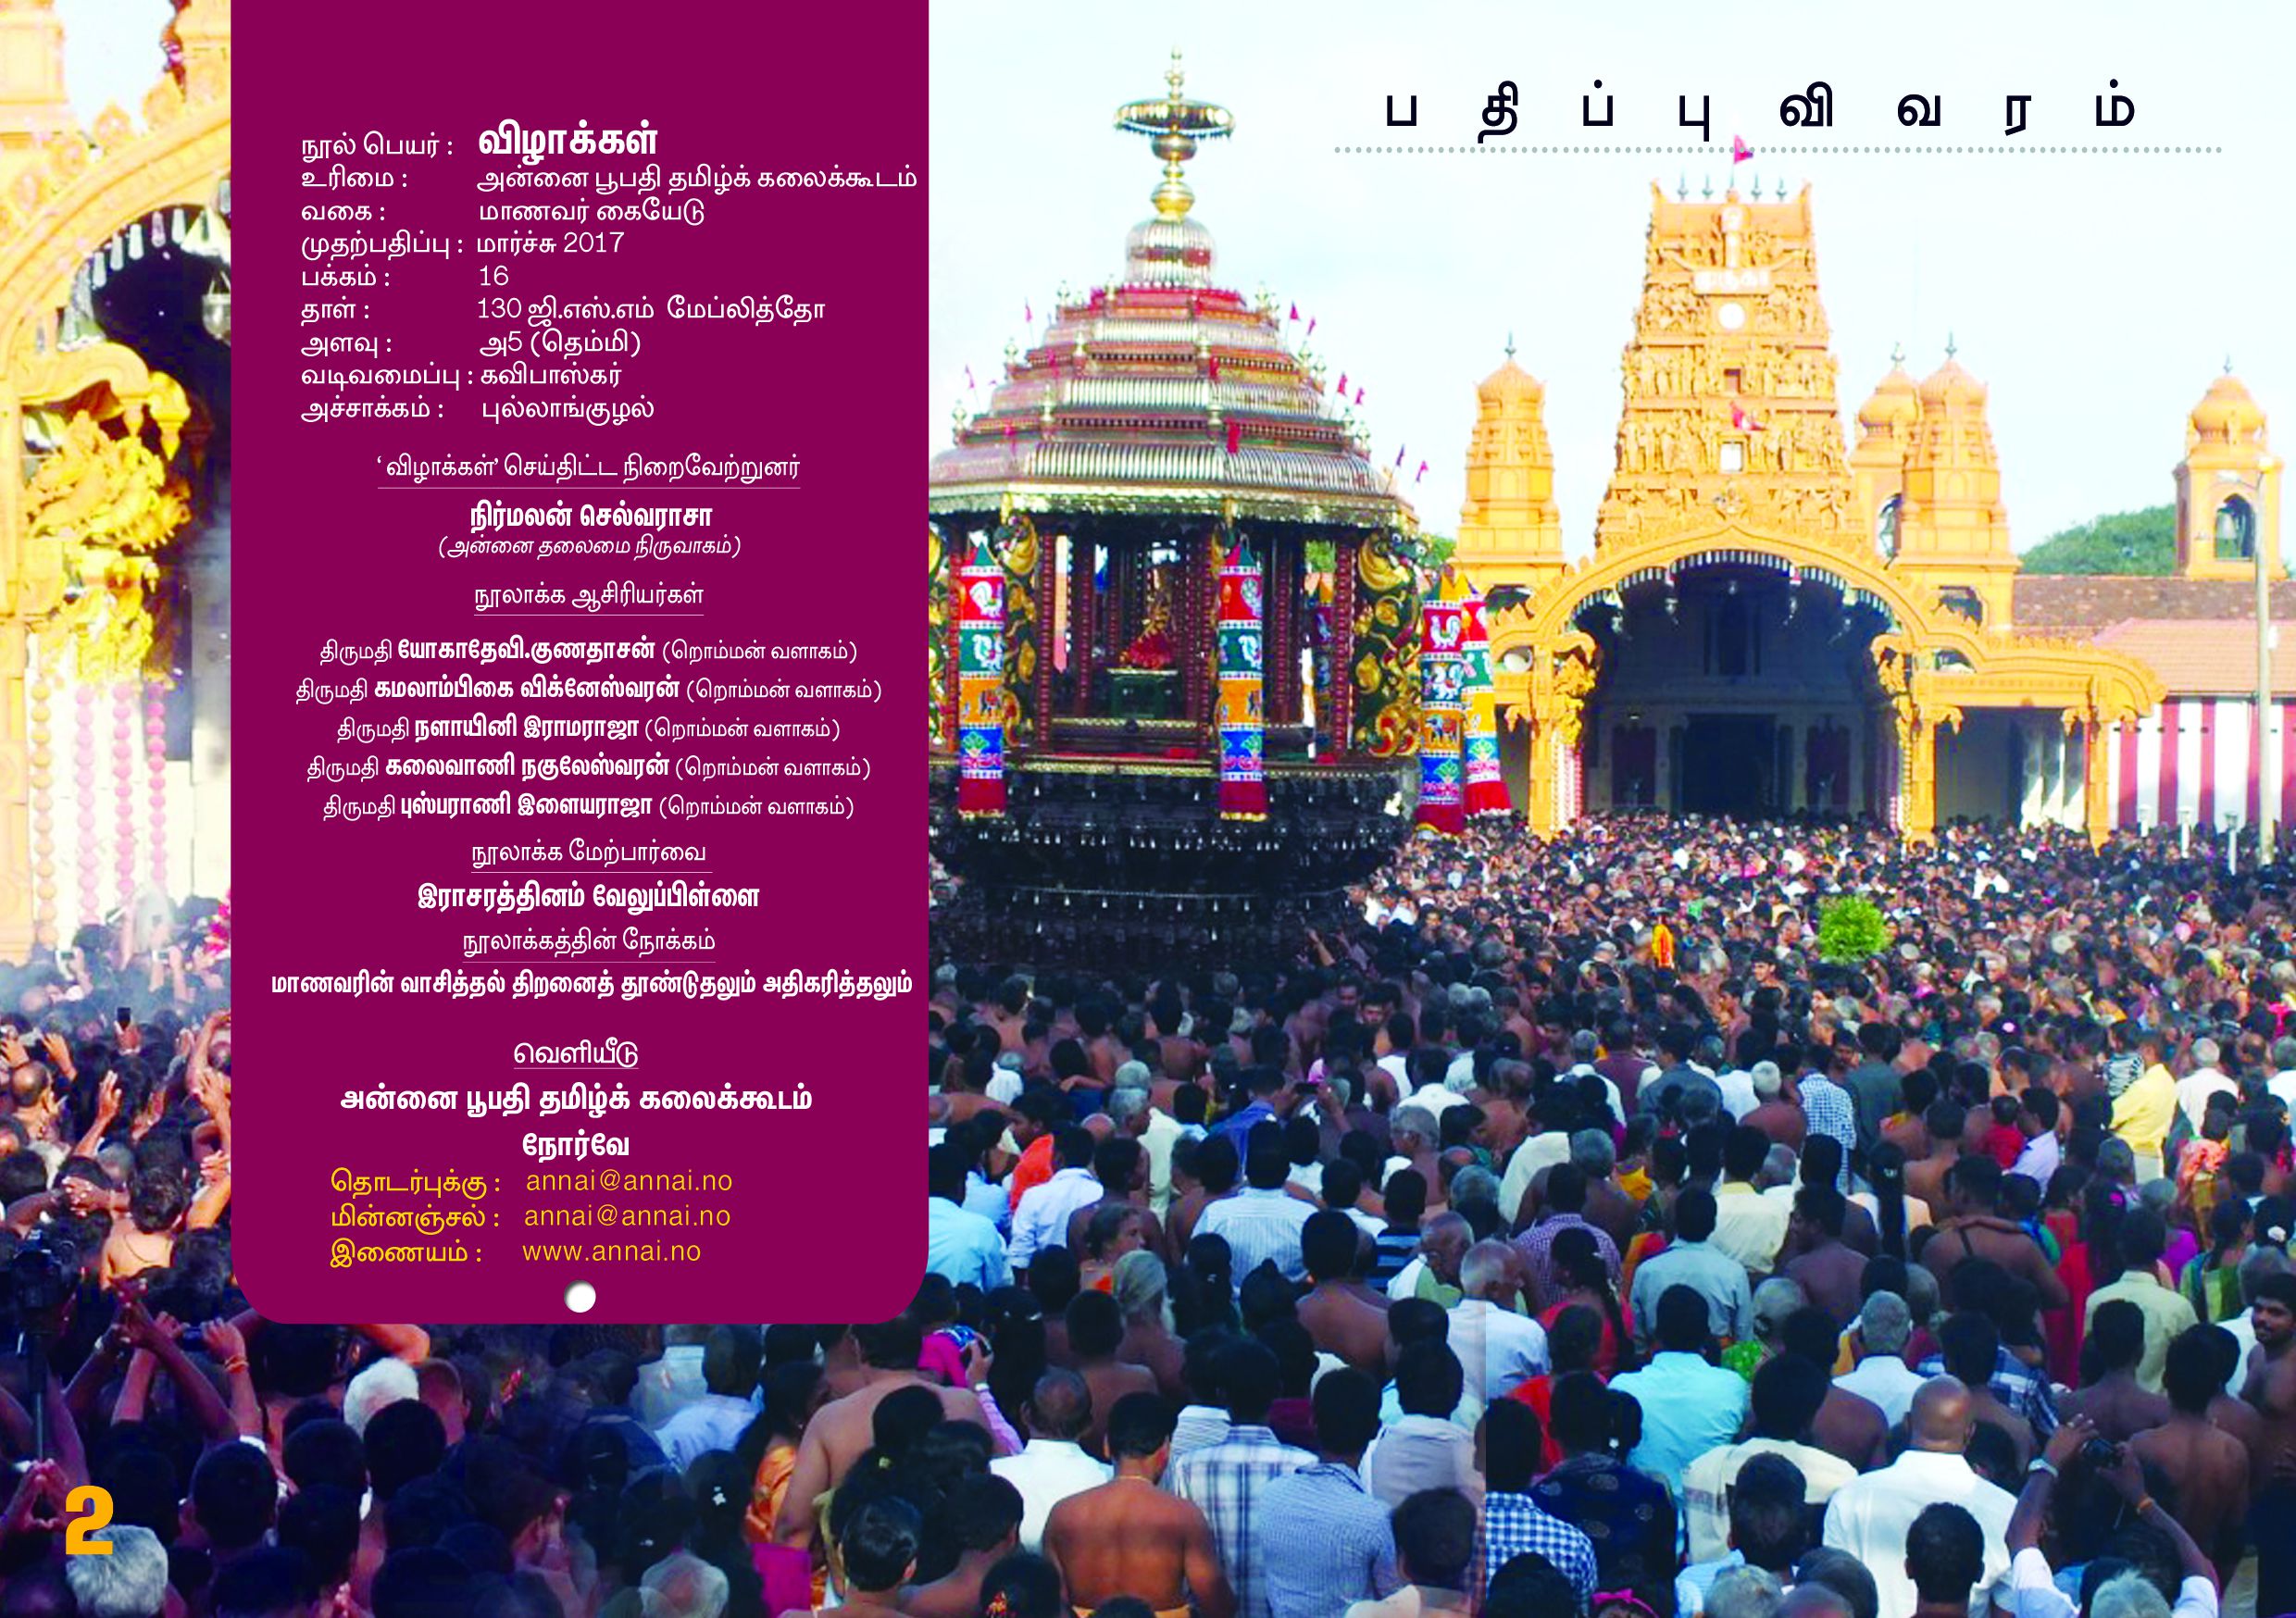 பதிப்புவிவரம்
நூல் பெயர் : விழாக்கள்
உரிமை : அன்னை பூபதி தமிழ்க் கலைக்கூடம்
வகை : மாணவர் கையேடு
முதற்பதிப்பு : மார்ச்சு 2017
பக்கம் : 16
தாள் : 130 ஜி.எஸ்.எம் மேப்லித்தோ
அளவு : அ5 (தெம்மி)
வடிவமைப்பு : கவிபாஸ்கர்
அச்சாக்கம் : புல்லாங்குழல்
‘விழாக்கள்’ செய்திட்ட நிறைவேற்றுனர்
நிர்மலன் செல்வராசா
(அன்னை தலைமை நிருவாகம்)
நூலாக்க ஆசிரியர்கள்
திருமதி யோகாதேவி.குணதாசன் (றொம்மன் வளாகம்)
திருமதி கமலாம்பிகை விக்னேஸ்வரன் (றொம்மன் வளாகம்)
திருமதி நளாயினி இராமராஜா (றொம்மன் வளாகம்)
திருமதி கலைவாணி நகுலேஸ்வரன் (றொம்மன் வளாகம்)
திருமதி புஸ்பராணி இளையராஜா (றொம்மன் வளாகம்)
நூலாக்க மேற்பார்வை
இராசரத்தினம் வேலுப்பிள்ளை
நூலாக்கத்தின் நோக்கம்
மாணவரின் வாசித்தல் திறனைத் தூண்டுதலும் அதிகரித்தலும்
வெளியீடு
அன்னை பூபதி தமிழ்க் கலைக்கூடம்
நோர்வே
தொடர்புக்கு : annai@annai.no
மின்னஞ்சல் : annai@annai.no
இணையம் : www.annai.no
2